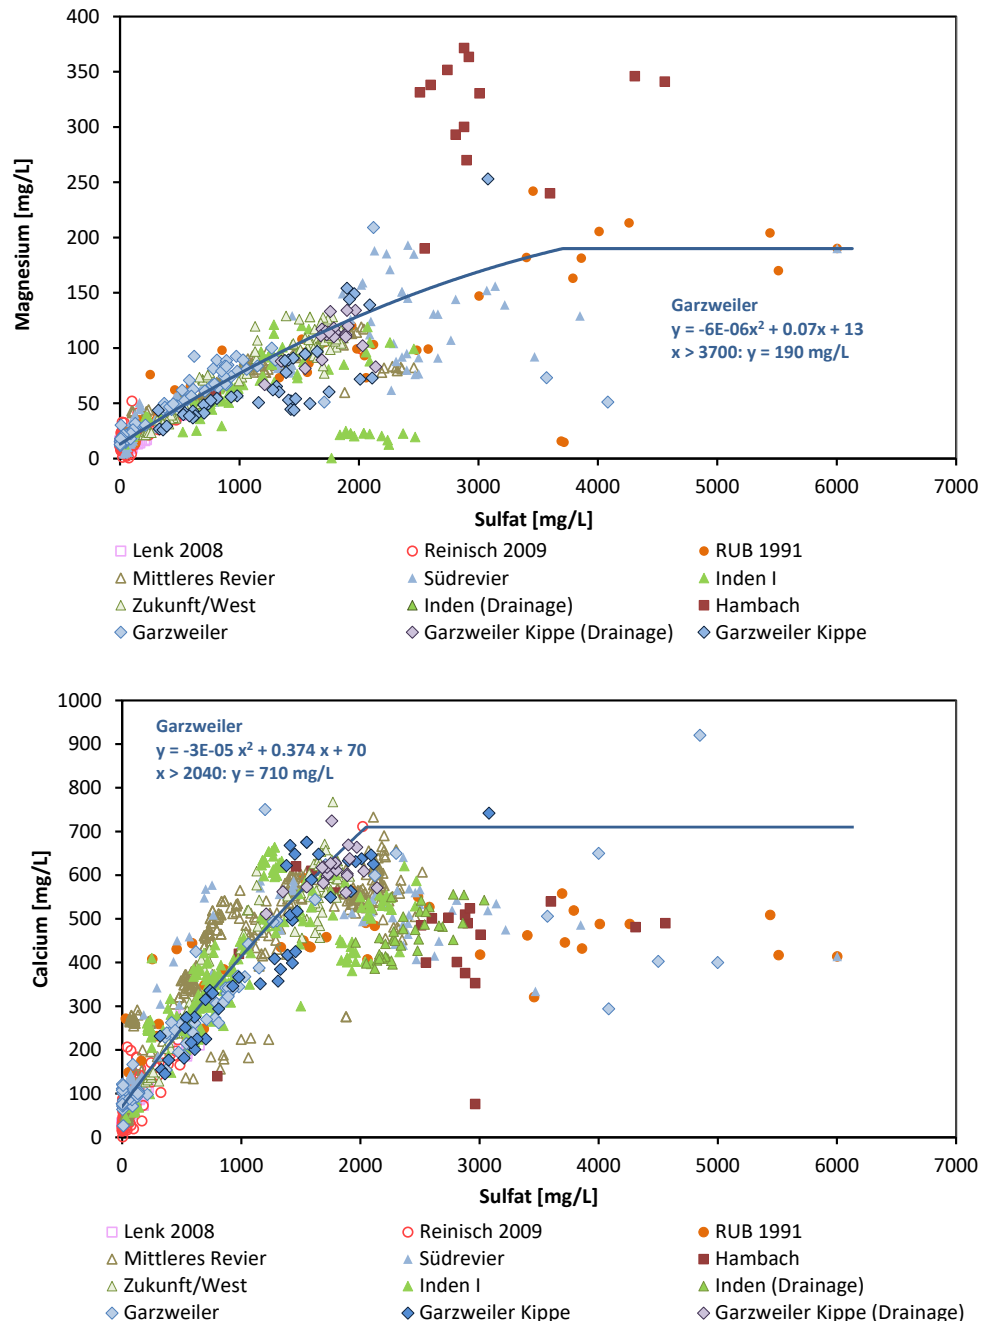 400
350
300
250
200
150
100
50
0
Magnesium [mg/L]
Garzweiler
y = -6E-06x² + 0.07x + 13
x > 3700: y = 190 mg/L
0 1000 2000 3000 4000 5000 6000 7000
Sulfat [mg/L]
Lenk 2008 Reinisch 2009 RUB 1991
Mittleres Revier Südrevier Inden I
Zukunft/West Inden (Drainage) Hambach
Garzweiler Garzweiler Kippe (Drainage) Garzweiler Kippe
1000
900
800
700
600
500
400
300
200
100
0
Calcium [mg/L]
Garzweiler
y = -3E-05 x² + 0.374 x + 70
x > 2040: y = 710 mg/L
0 1000 2000 3000 4000 5000 6000 7000
Sulfat [mg/L]
Lenk 2008 Reinisch 2009 RUB 1991
Mittleres Revier Südrevier Hambach
Zukunft/West Inden I Inden (Drainage)
Garzweiler Garzweiler Kippe Garzweiler Kippe (Drainage)